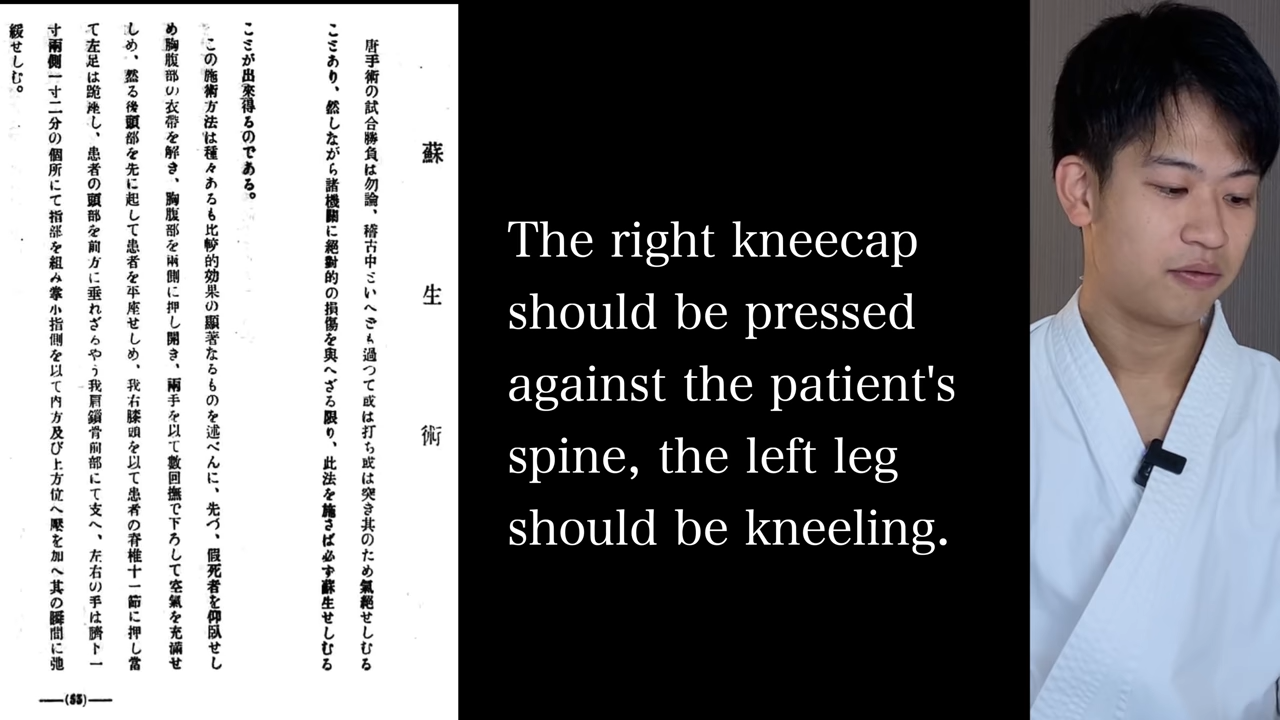 蘇生術
唐手術の試合勝負は勿論、稽古中といへども過つて或は打ち或は突き其のため氣絶せしむる
ことあり、然しながら諸機關に絶對的の損傷を與へざる限り、此法を施さば必ず蘇生せしむる
ことが出來得るのである。
この施術方法は種々あるも比較的効果の顯著なるものを述べんに、先づ、假死者を仰臥せし
め胸腹部の衣帶を解き、胸腹部を兩側に押し開き、兩手を以て數回撫で下ろして空氣を充滿せ
しめ、然る後頭部を先に起して患者を平座せしめ、我右膝頭を以て患者の脊椎十一節に押し當
て左足は跪座し、患者の頭部を前方に垂れざるやう我肩鎖骨前部にて支へ、左右の手は臍下一
寸兩側一寸二分の個所にて指部を組み掌小指側を以て内方及び上方位へ壓を加へ其の瞬間に弛
緩せしむ。
(55)
The right kneecap
should be pressed
against the patient's
spine, the left leg
should be kneeling.